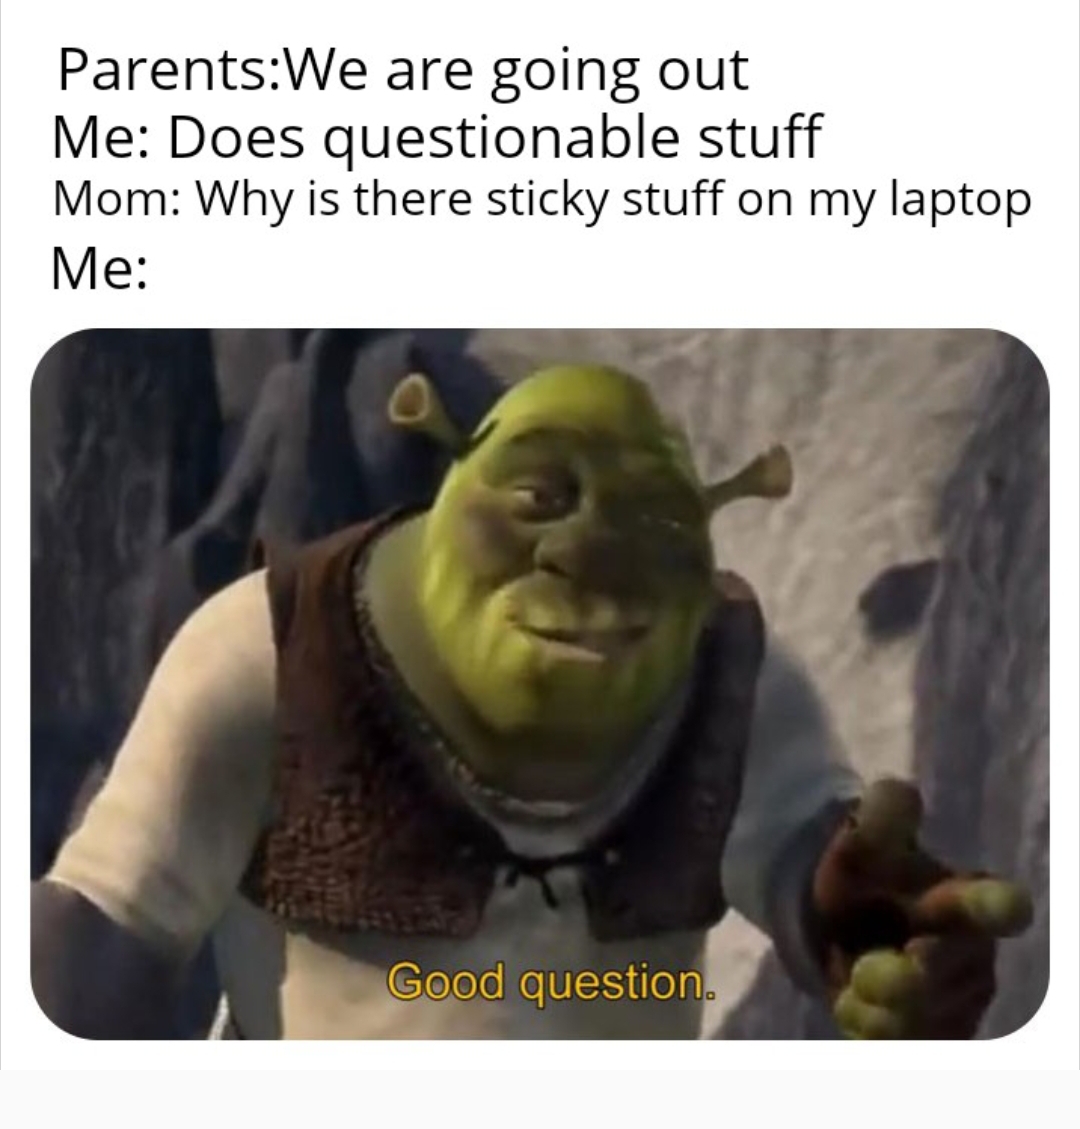 Parents:We are going out
Me: Does questionable stuff
Mom: Why is there sticky stuff on my laptop
Me:
Good question.